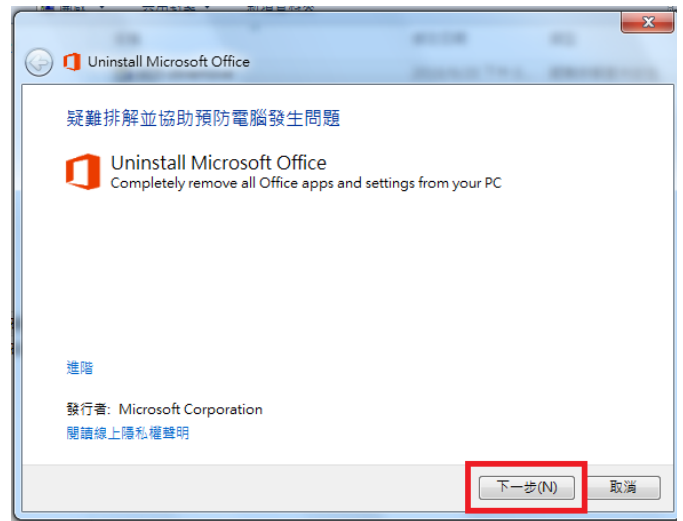 Uninstall Microsoft Office
疑難排解並協助預防電腦發生問題
Uninstall Microsoft Office
Completely remove all Office apps and settings from your PC
進階
發行者: Microsoft Corporation
閱讀線上隱私權聲明
下一步(N)
取消